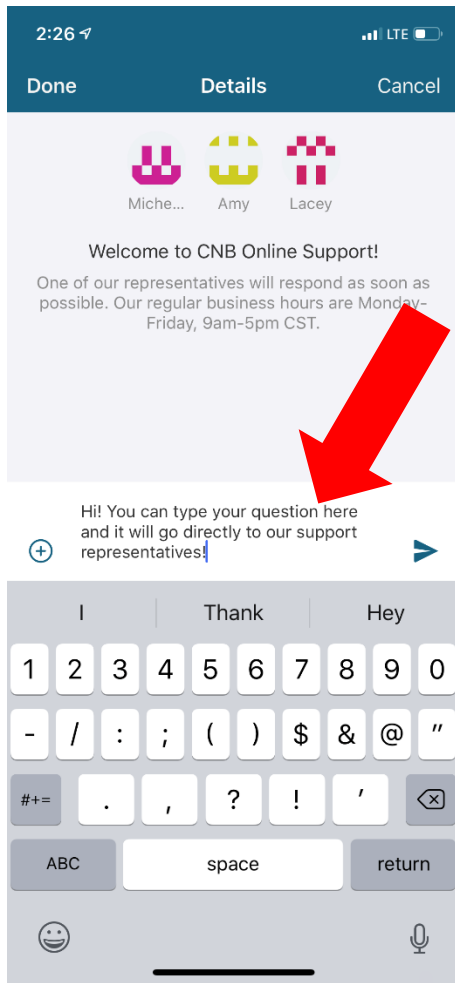 2:26 LTE
Done Details Cancel
Miche... Amy Lacey
Welcome to CNB Online Support!
One of our representatives will respond as soon as
possible. Our regular business hours are Monday-
Friday, 9am-5pm CST.
Hi! You can type your question here
and it will go directly to our support
representatives!
I Thank Hey
1 2 3 4 5 6 7 8 9 0
- / : ; ( ) $ & @ "
#+= . , ? ! '
ABC space return